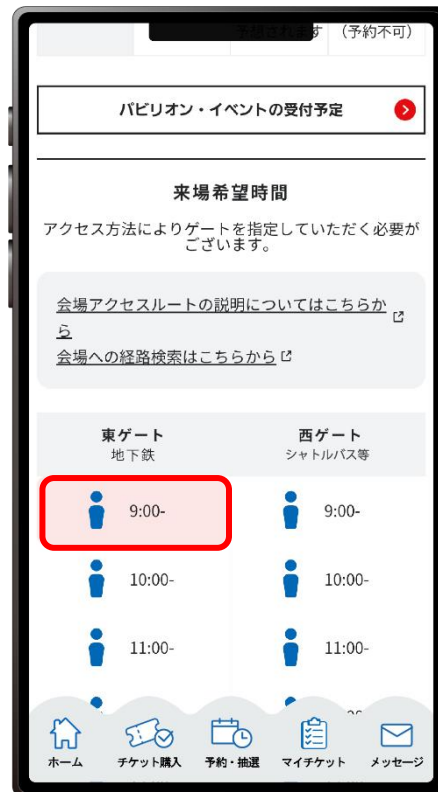 予想されます （予約不可）
パビリオン・イベントの受付予定
来場希望時間
アクセス方法によりゲートを指定していただく必要が
ございます。
会場アクセスルートの説明についてはこちらか
ら
会場への経路検索はこちらから
東ゲート 西ゲート
地下鉄 シャトルバス等
9:00- 9:00-
10:00- 10:00-
11:00- 11:00-
ホーム チケット購入 予約・抽選 マイチケット メッセージ